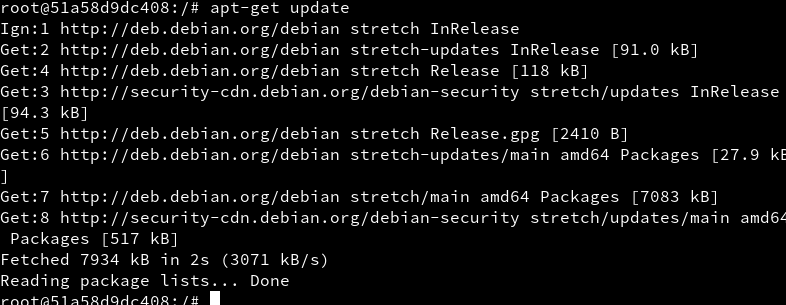 root@51a58d9dc408:/# apt-get update
Ign:1 http://deb.debian.org/debian stretch InRelease
Get:2 http://deb.debian.org/debian stretch-updates InRelease [91.0 kB]
Get:4 http://deb.debian.org/debian stretch Release [118 kB]
Get:3 http://security-cdn.debian.org/debian-security stretch/updates InRelease
[94.3 kB]
Get:5 http://deb.debian.org/debian stretch Release.gpg [2410 B]
Get:6 http://deb.debian.org/debian stretch-updates/main amd64 Packages [27.9 kB
]
Get:7 http://deb.debian.org/debian stretch/main amd64 Packages [7083 kB]
Get:8 http://security-cdn.debian.org/debian-security stretch/updates/main amd64
 Packages [517 kB]
Fetched 7934 kB in 2s (3071 kB/s)
Reading package lists... Done
root@51a58d9dc408:/#